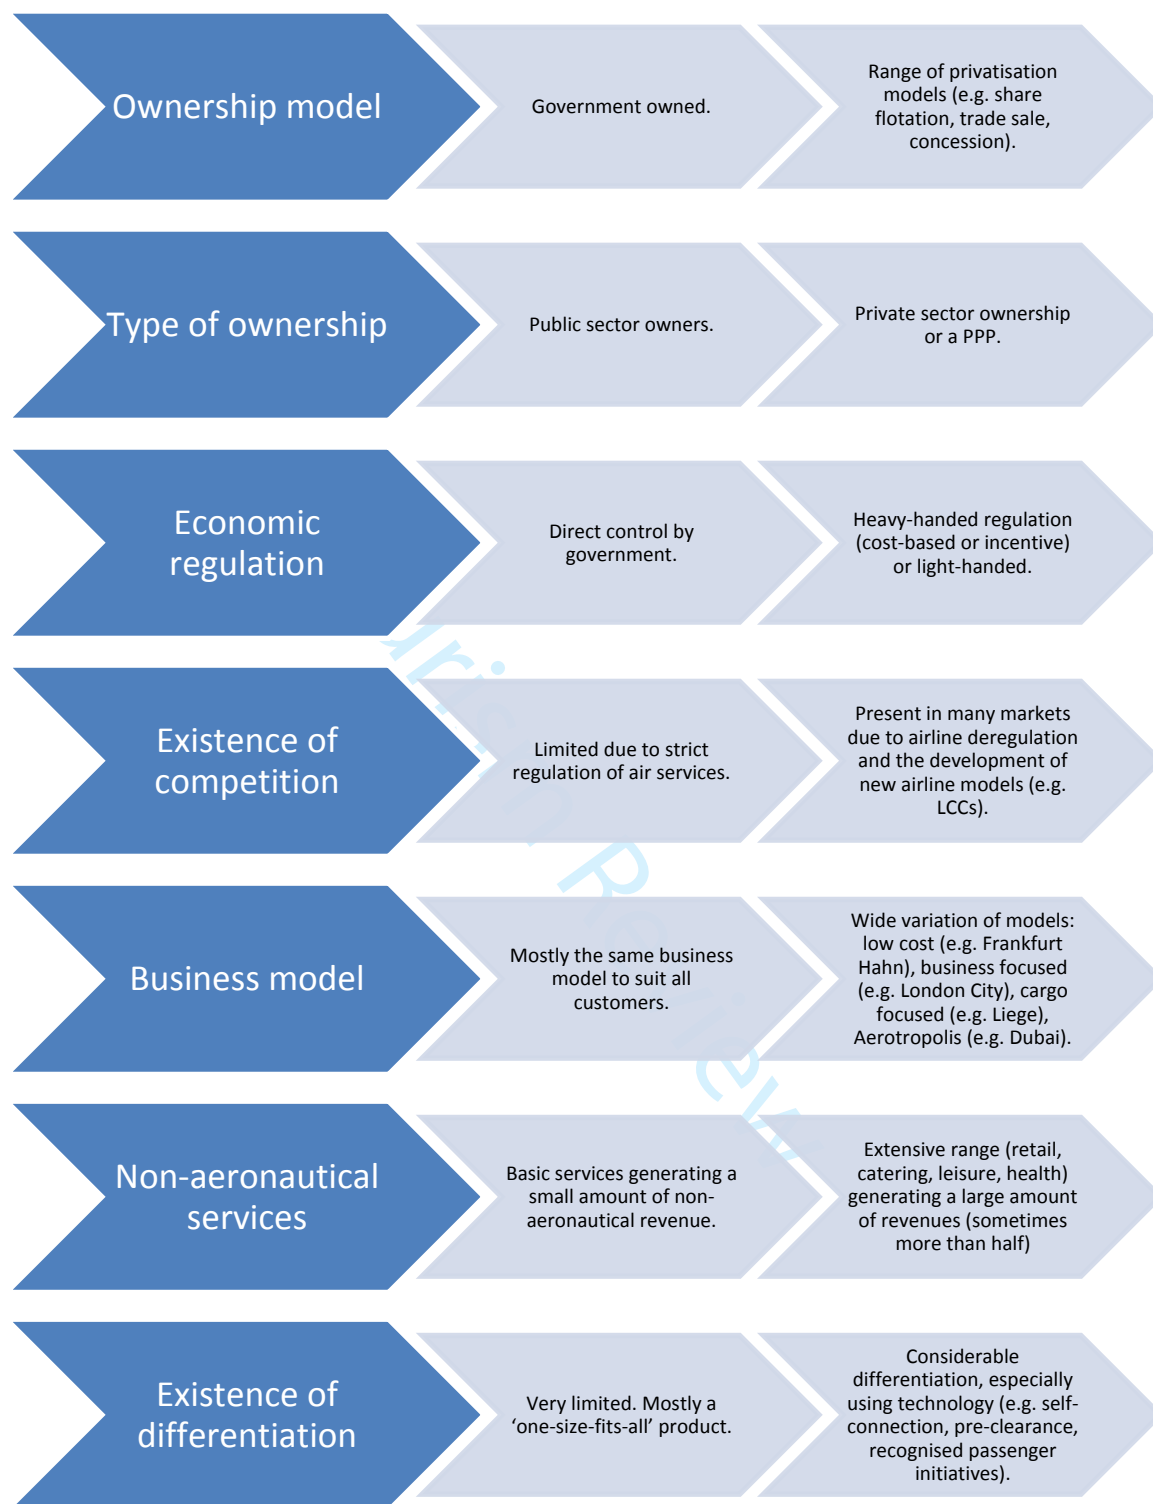 Ownership model
Government owned.
Range of privatisation
models (e.g. share
flotation, trade sale,
concession).
Type of ownership
Public sector owners.
Private sector ownership
or a PPP.
Economic
regulation
Direct control by
government.
Heavy-handed regulation
(cost-based or incentive)
or light-handed.
Existence of
competition
Limited due to strict
regulation of air services.
Present in many markets
due to airline deregulation
and the development of
new airline models (e.g.
LCCs).
Business model
Mostly the same business
model to suit all
customers.
Wide variation of models:
low cost (e.g. Frankfurt
Hahn), business focused
(e.g. London City), cargo
focused (e.g. Liege),
Aerotropolis (e.g. Dubai).
Non-aeronautical
services
Basic services generating a
small amount of non-
aeronautical revenue.
Extensive range (retail,
catering, leisure, health)
generating a large amount
of revenues (sometimes
more than half)
Existence of
differentiation
Very limited. Mostly a
‘one-size-fits-all’ product.
Considerable
differentiation, especially
using technology (e.g. self-
connection, pre-clearance,
recognised passenger
initiatives).
Review